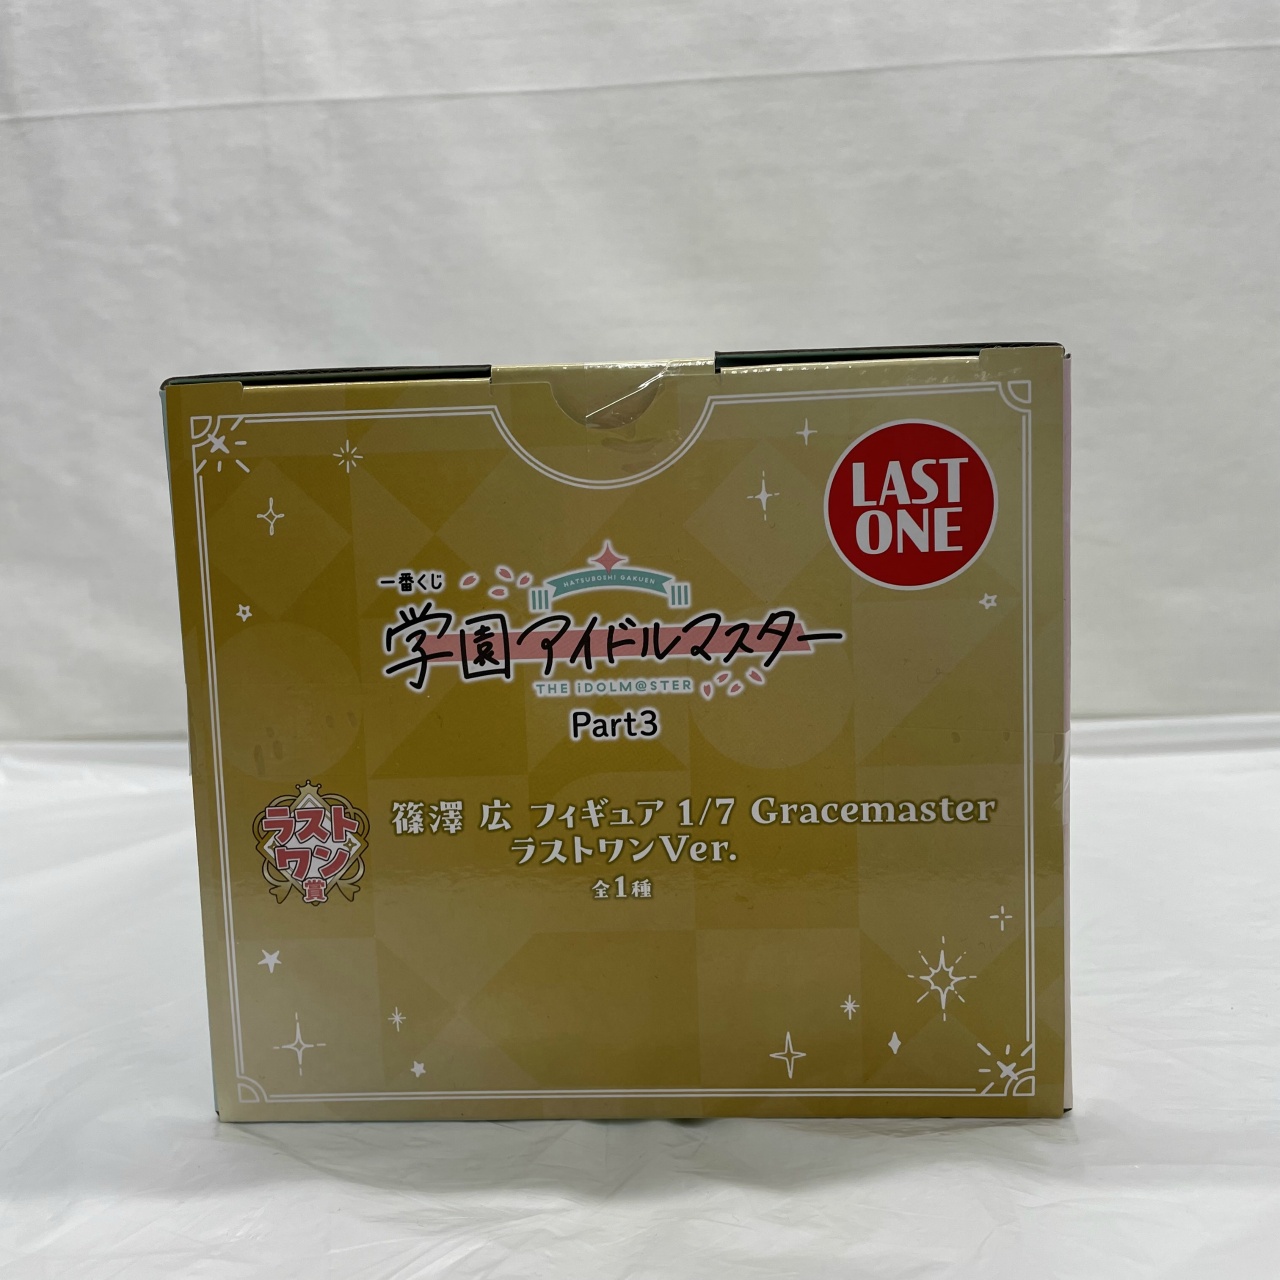 LAST
ONE
一番くじ
HATSUBOSHI GAKUEN
学園アイドルマスター
THE iDOLM@STER
Part3
ラスト
ワン
賞
篠澤 広 フィギュア 1/7 Gracemaster
ラストワンVer.
全1種